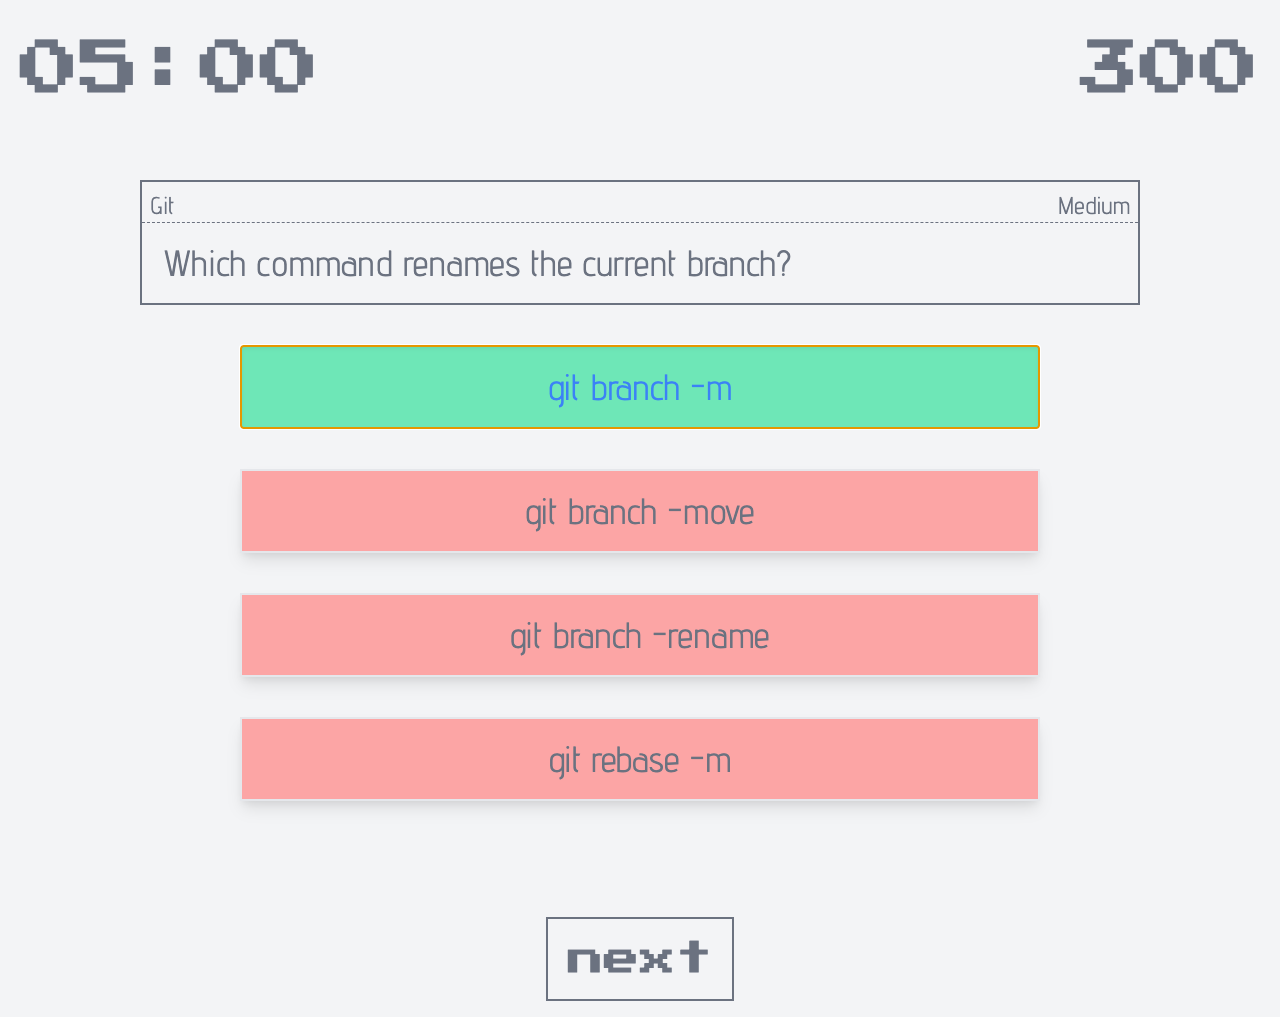 05:00
300
Git
Medium
Which command renames the current branch?
git branch -m
git branch -move
git branch -rename
git rebase -m
next